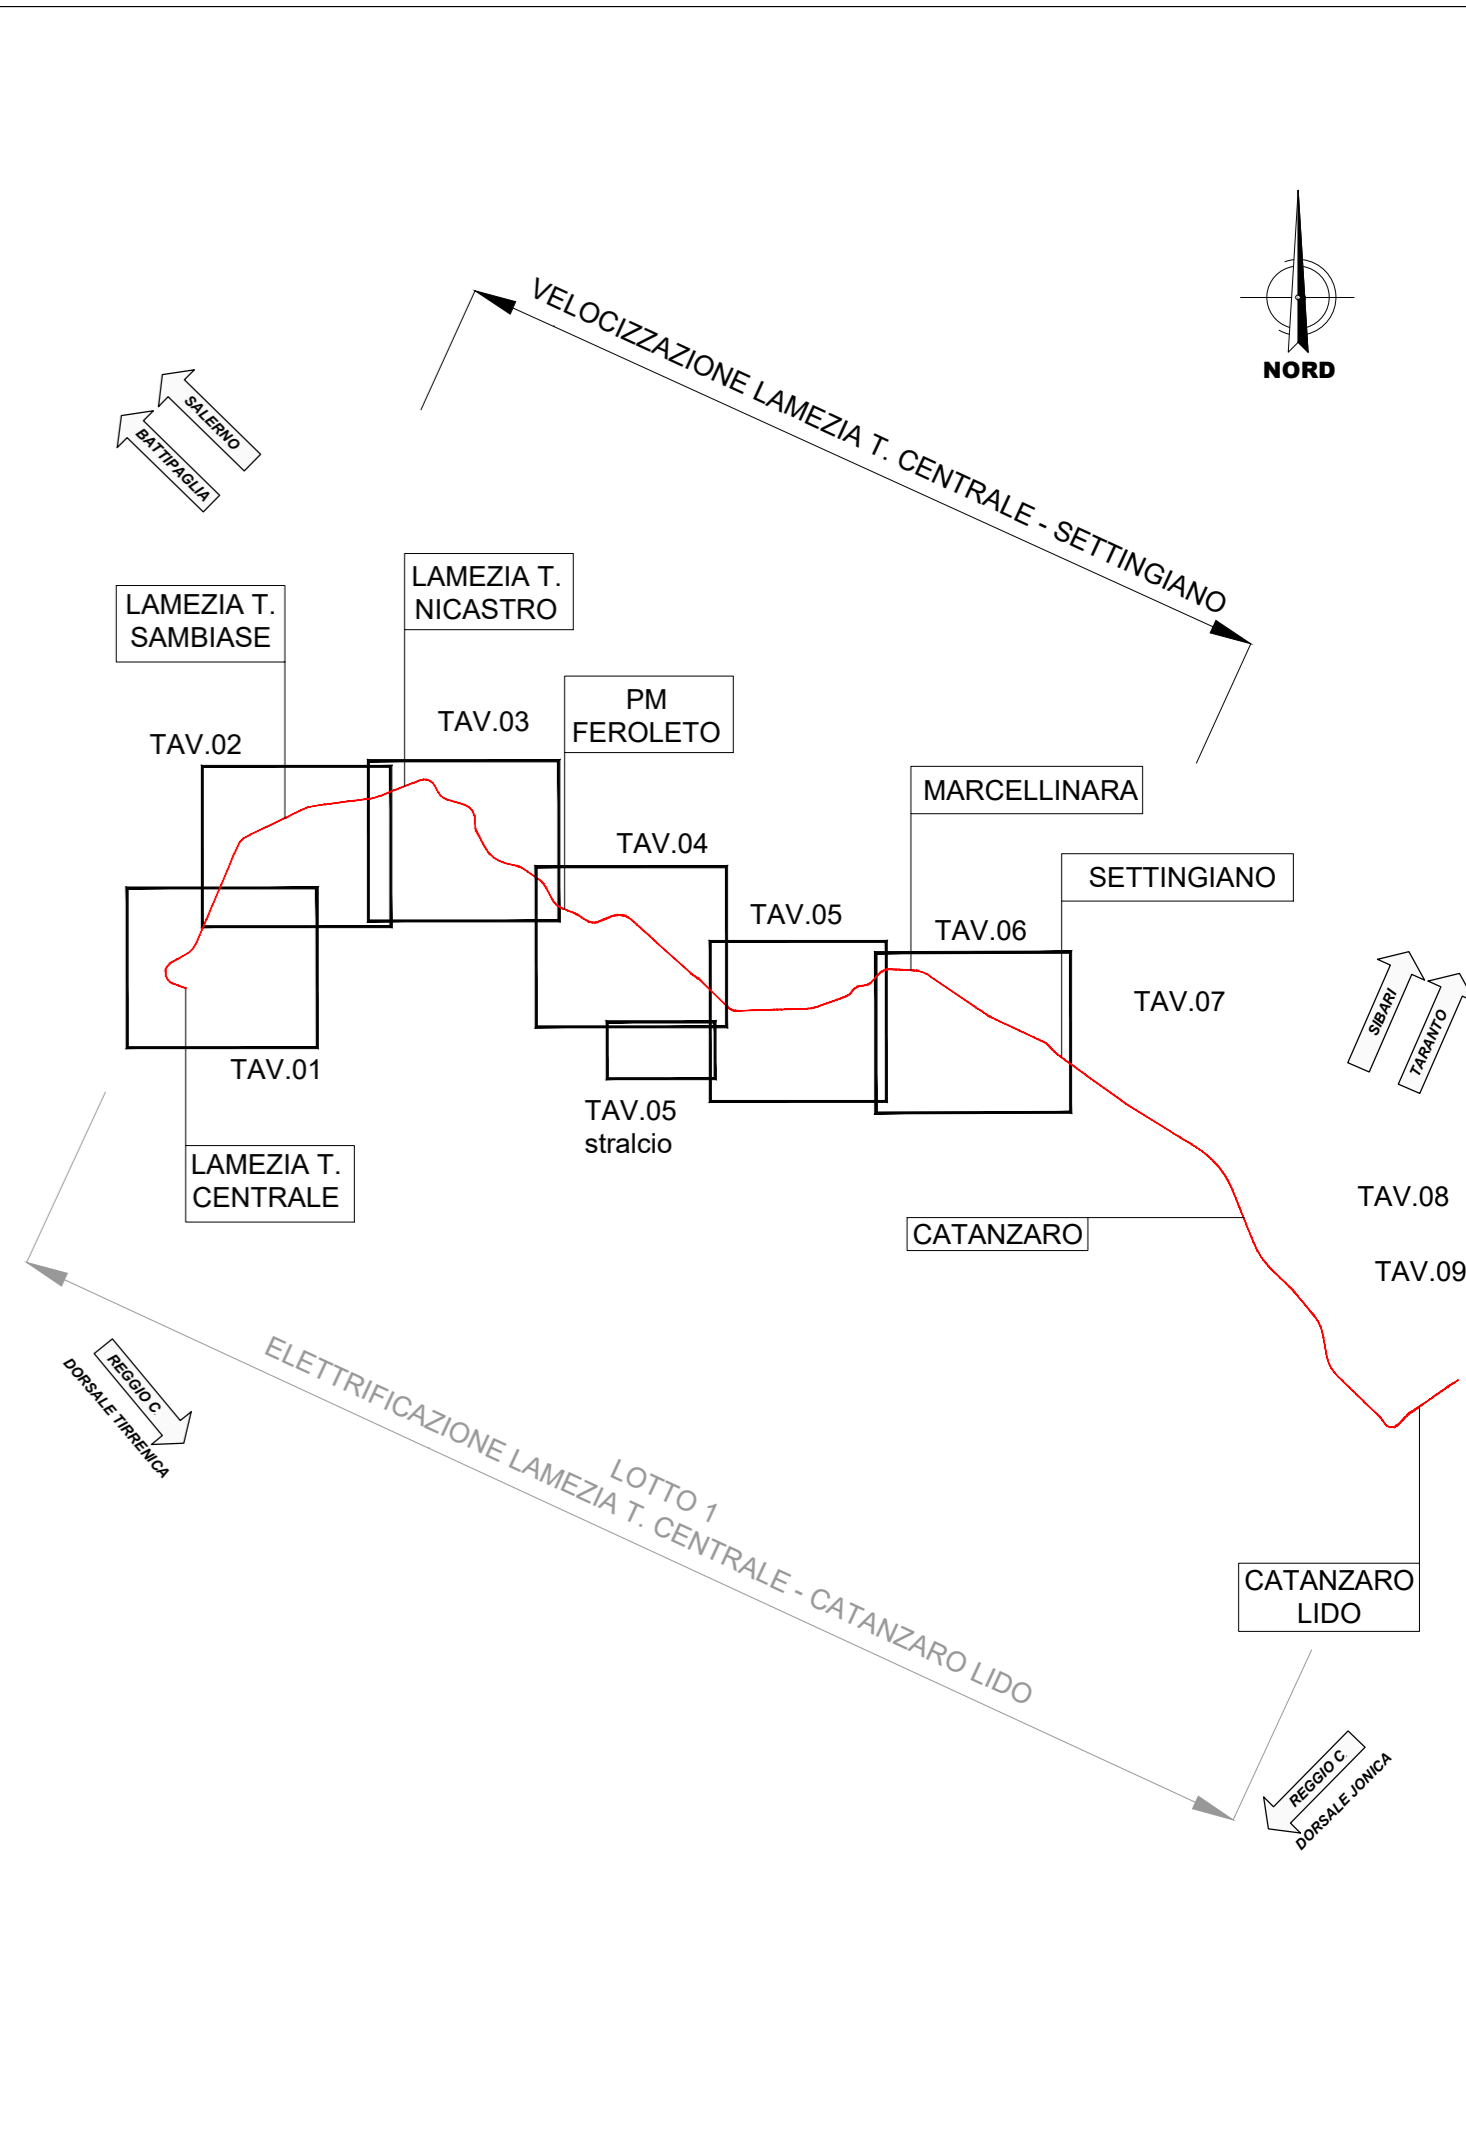 VELOCIZZAZIONE LAMEZIA T. CENTRALE - SETTINGIANO
NORD
SALERNO
BATTIPAGLIA
LAMEZIA T.
NICASTRO
LAMEZIA T.
SAMBIASE
PM
FEROLETO
TAV.03
TAV.02
MARCELLINARA
TAV.04
SETTINGIANO
TAV.05
TAV.06
TAV.07
SIBARI
TARANTO
TAV.01
TAV.05
stralcio
LAMEZIA T.
CENTRALE
TAV.08
CATANZARO
TAV.09
REGGIO C.
DORSALE TIRRENICA
LOTTO 1
ELETTRIFICAZIONE LAMEZIA T. CENTRALE - CATANZARO LIDO
CATANZARO
LIDO
REGGIO C.
DORSALE JONICA